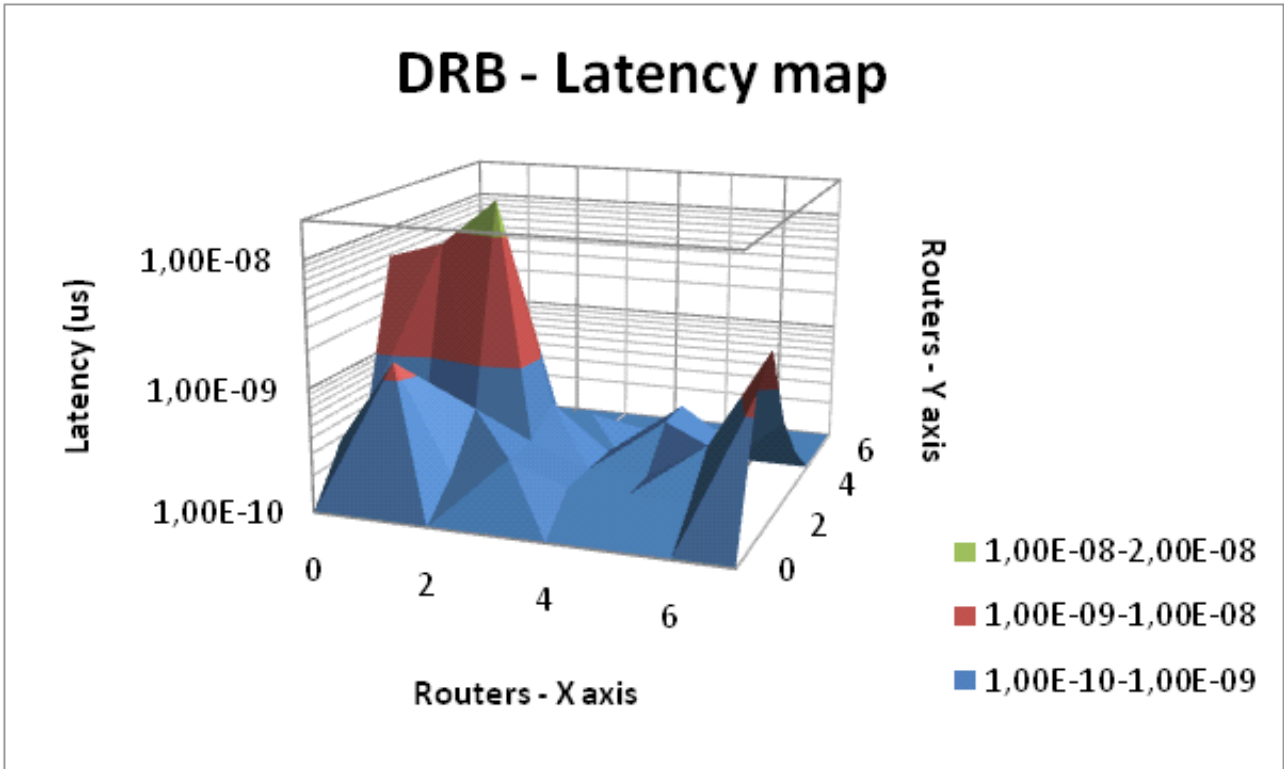 DRB - Latency map
Latency (us)
1,00E-08
1,00E-09
1,00E-10
0
2
4
6
Routers - X axis
0
2
4
6
Routers - Y axis
1,00E-08-2,00E-08
1,00E-09-1,00E-08
1,00E-10-1,00E-09